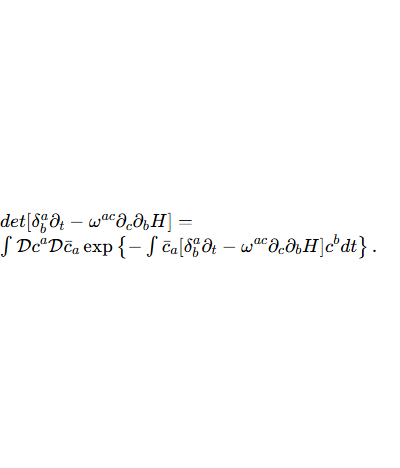 det[δ^a_b ∂_t − ω^{ac}∂_c∂_b H] =
∫ 𝒟c^a 𝒟c̄_a exp {− ∫ c̄_a[δ^a_b ∂_t − ω^{ac}∂_c∂_b H]c^b dt} .